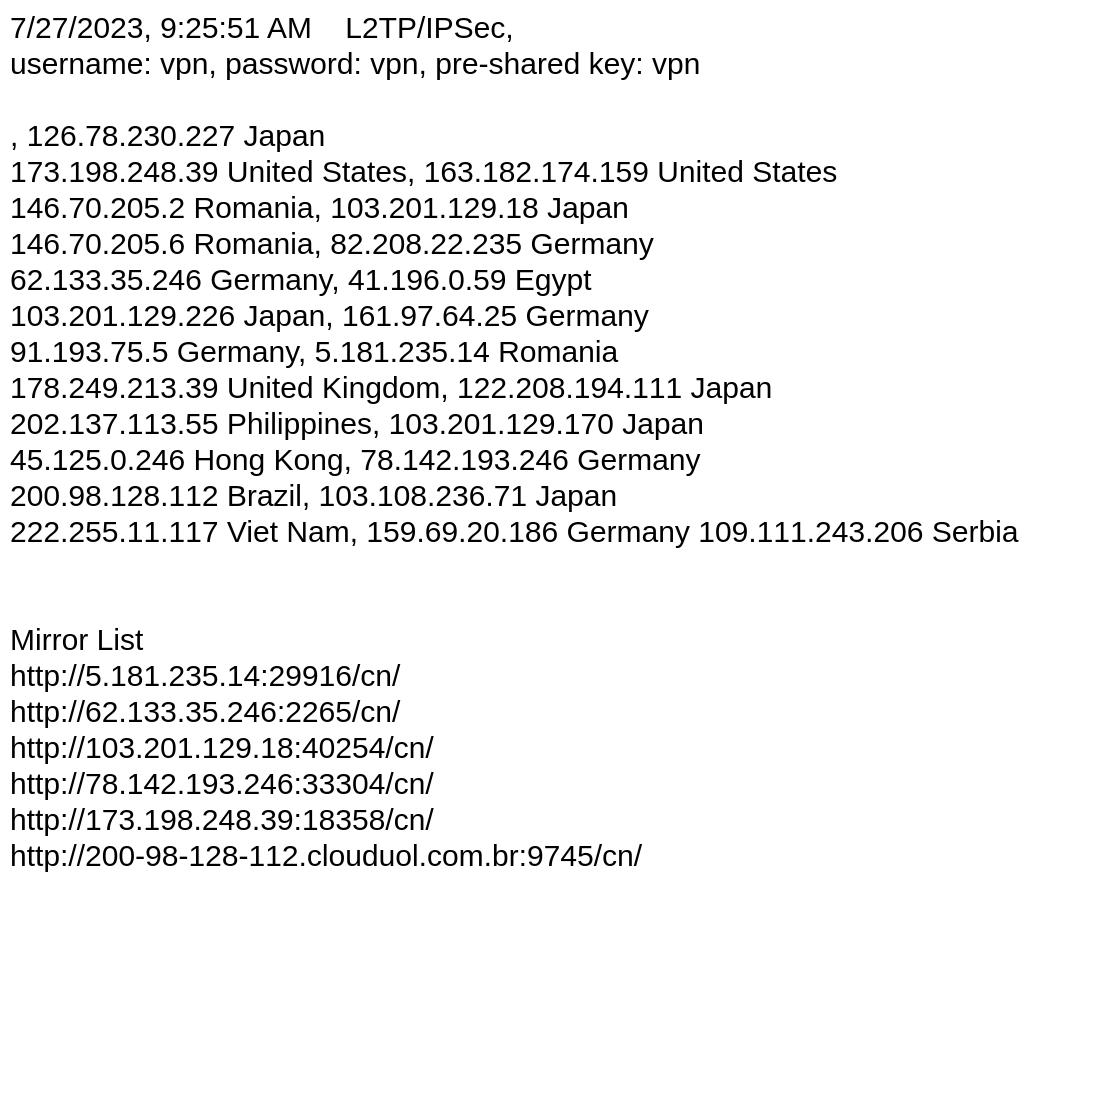 7/27/2023, 9:25:51 AM    L2TP/IPSec,
username: vpn, password: vpn, pre-shared key: vpn
, 126.78.230.227 Japan
173.198.248.39 United States, 163.182.174.159 United States
146.70.205.2 Romania, 103.201.129.18 Japan
146.70.205.6 Romania, 82.208.22.235 Germany
62.133.35.246 Germany, 41.196.0.59 Egypt
103.201.129.226 Japan, 161.97.64.25 Germany
91.193.75.5 Germany, 5.181.235.14 Romania
178.249.213.39 United Kingdom, 122.208.194.111 Japan
202.137.113.55 Philippines, 103.201.129.170 Japan
45.125.0.246 Hong Kong, 78.142.193.246 Germany
200.98.128.112 Brazil, 103.108.236.71 Japan
222.255.11.117 Viet Nam, 159.69.20.186 Germany 109.111.243.206 Serbia
Mirror List
http://5.181.235.14:29916/cn/
http://62.133.35.246:2265/cn/
http://103.201.129.18:40254/cn/
http://78.142.193.246:33304/cn/
http://173.198.248.39:18358/cn/
http://200-98-128-112.clouduol.com.br:9745/cn/